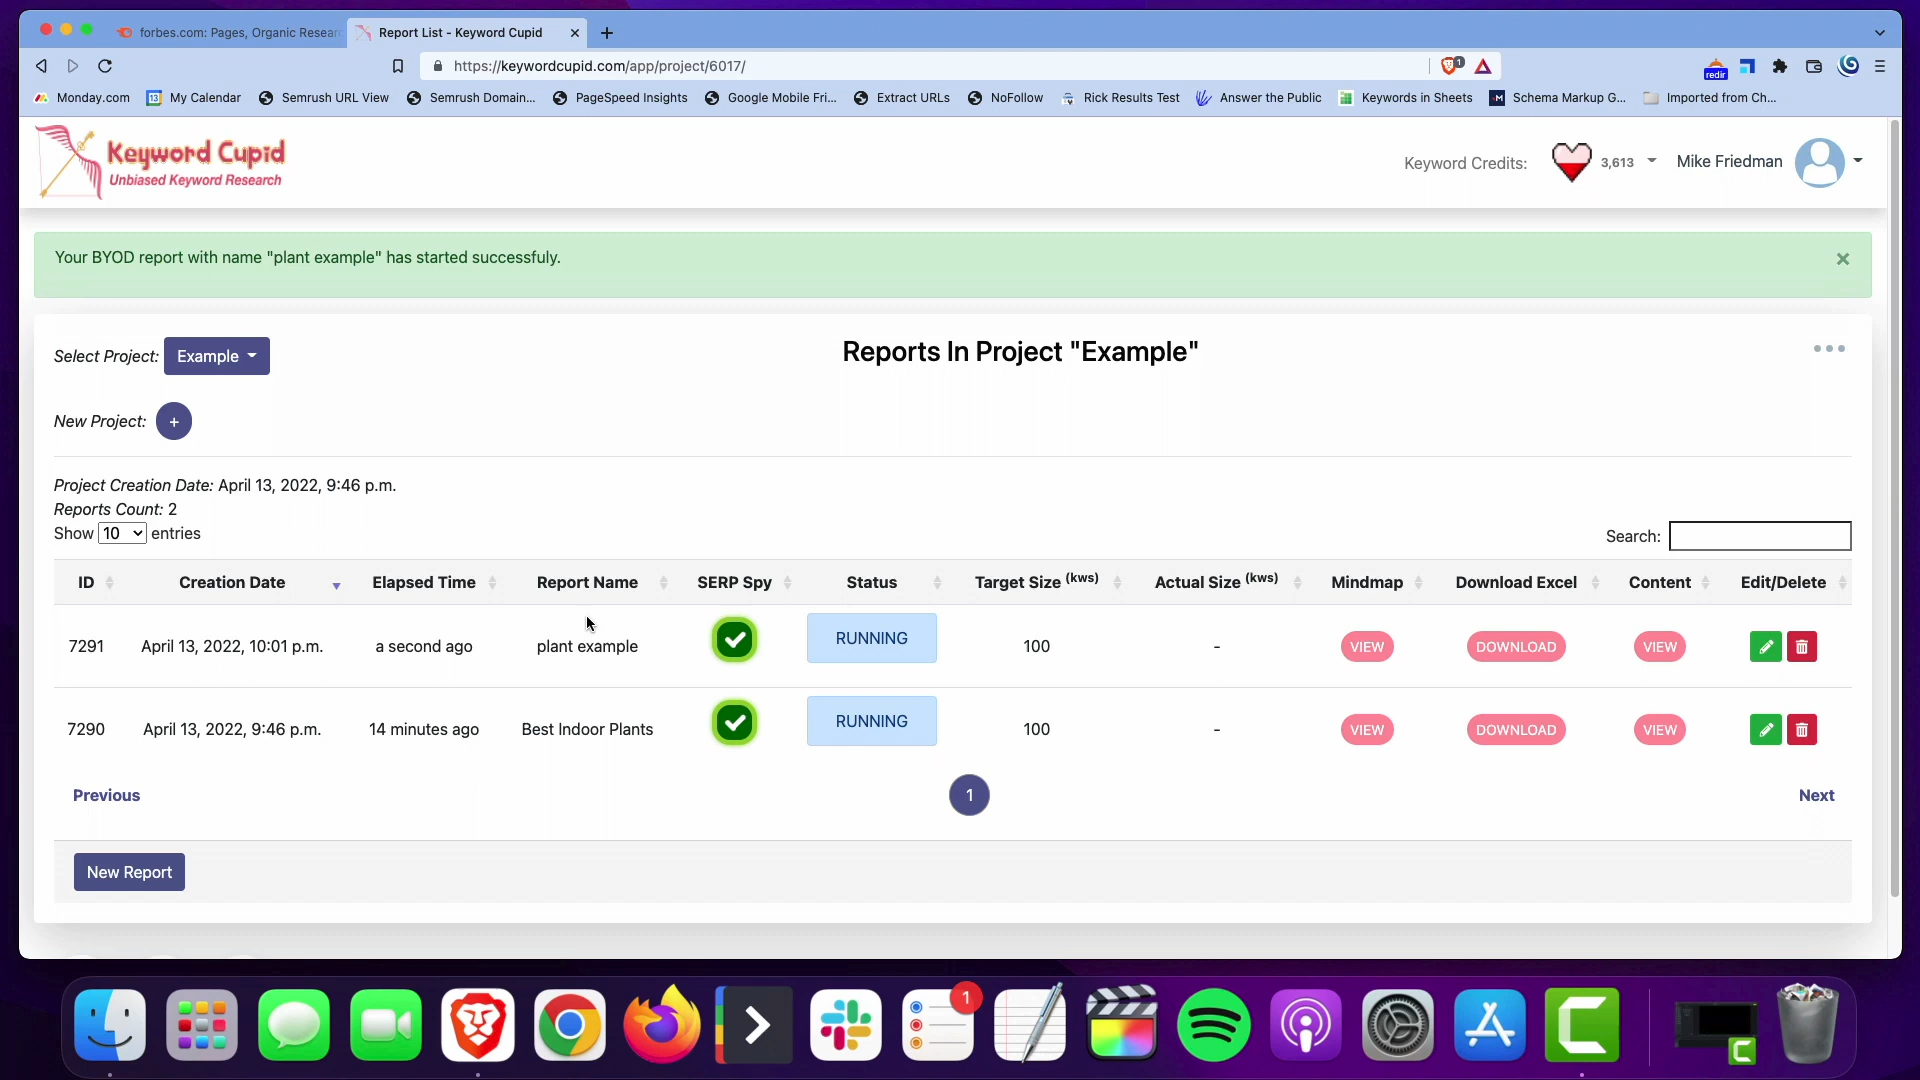 forbes.com: Pages, Organic Resear
Report List - Keyword Cupid
https://keywordcupid.com/app/project/6017/
1
redir
Monday.com
13
My Calendar
Semrush URL View
Semrush Domain...
PageSpeed Insights
Google Mobile Fri...
Extract URLs
NoFollow
Rick Results Test
Answer the Public
Keywords in Sheets
Schema Markup G...
Imported from Ch...
Keyword Cupid
Unbiased Keyword Research
Keyword Credits:
3,613
Mike Friedman
Your BYOD report with name "plant example" has started successfuly.
Select Project:
Example
Reports In Project "Example"
New Project:
+
Project Creation Date: April 13, 2022, 9:46 p.m.
Reports Count: 2
Show 10 entries
Search:
ID Creation Date Elapsed Time Report Name SERP Spy Status Target Size (kws) Actual Size (kws) Mindmap Download Excel Content Edit/Delete
7291 April 13, 2022, 10:01 p.m. a second ago plant example RUNNING 100 - VIEW DOWNLOAD VIEW
7290 April 13, 2022, 9:46 p.m. 14 minutes ago Best Indoor Plants RUNNING 100 - VIEW DOWNLOAD VIEW
Previous
1
Next
New Report
1